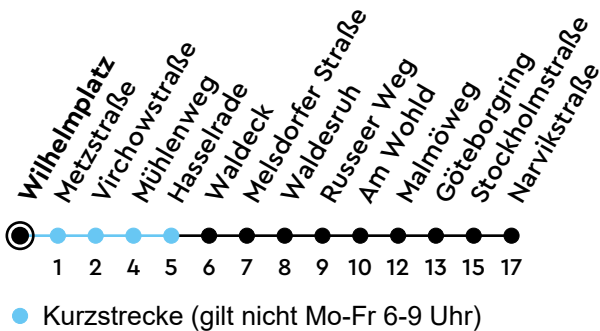 Wilhelmplatz
Metzstraße
Virchowstraße
Mühlenweg
Hasselrade
Waldeck
Melsdorfer Straße
Waldesruh
Russeer Weg
Am Wohld
Malmöweg
Göteborgring
Stockholmstraße
Narvikstraße
1 2 4 5 6 7 8 9 10 12 13 15 17
Kurzstrecke (gilt nicht Mo-Fr 6-9 Uhr)